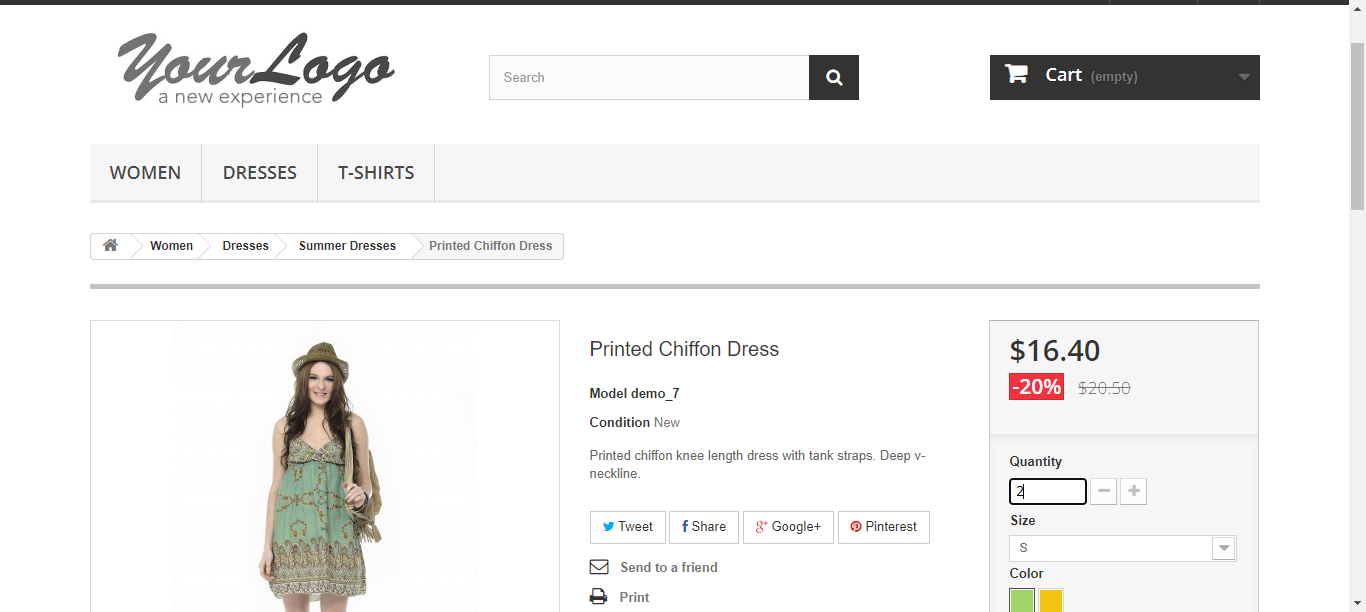 YourLogo
a new experience
Search
Cart (empty)
WOMEN
DRESSES
T-SHIRTS
Women
Dresses
Summer Dresses
Printed Chiffon Dress
Printed Chiffon Dress
Model demo_7
Condition New
Printed chiffon knee length dress with tank straps. Deep v-
neckline.
Tweet
Share
Google+
Pinterest
Send to a friend
Print
$16.40
-20% $20.50
Quantity
2
Size
S
Color